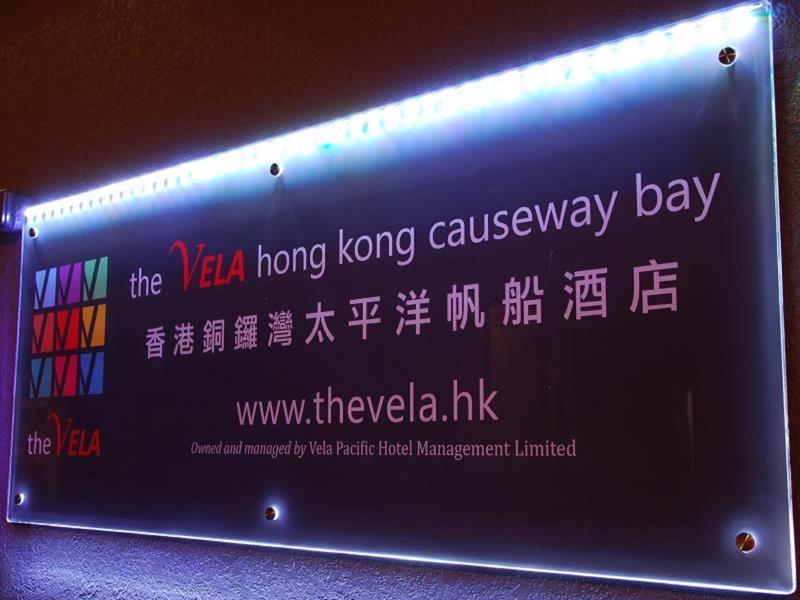 the VELA hong kong causeway bay
香港銅鑼灣太平洋帆船酒店
www.thevela.hk
Owned and managed by Vela Pacific Hotel Management Limited
the VELA